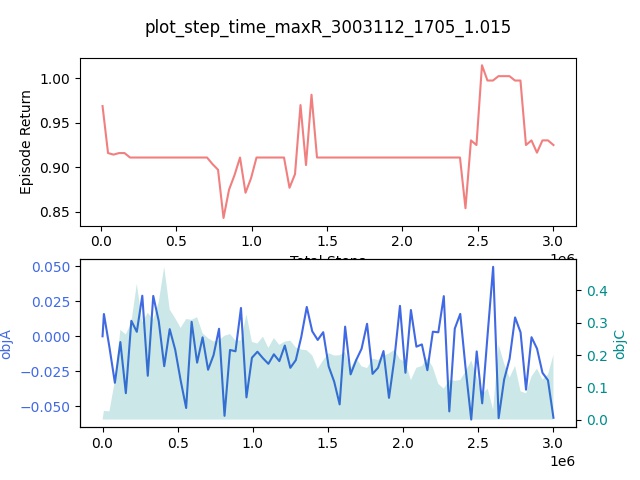 plot_step_time_maxR_3003112_1705_1.015
Episode Return
1.00
0.95
0.90
0.85
0.0 0.5 1.0 1.5 2.0 2.5 3.0
Total Steps
1e6
objA
0.050
0.025
0.000
−0.025
−0.050
0.4
0.3
0.2
0.1
0.0
objC
0.0 0.5 1.0 1.5 2.0 2.5 3.0
1e6